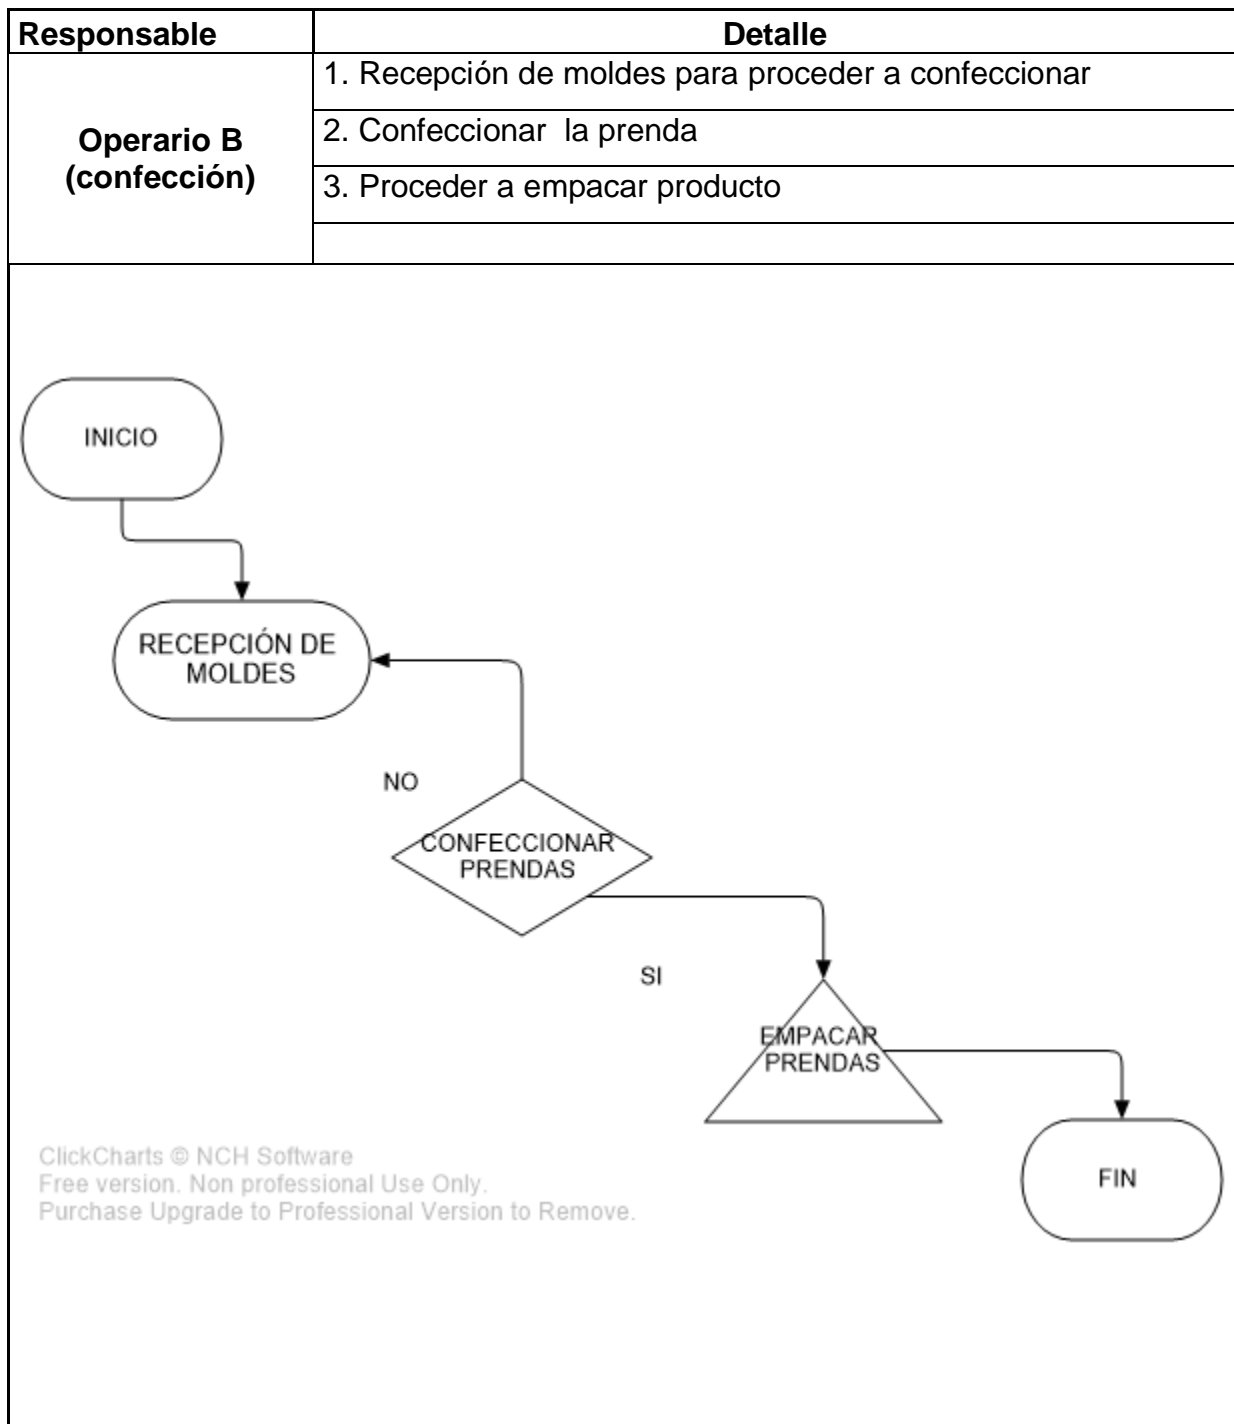 Responsable
Detalle
Operario B
(confección)
1. Recepción de moldes para proceder a confeccionar
2. Confeccionar  la prenda
3. Proceder a empacar producto
INICIO
RECEPCIÓN DE
MOLDES
NO
CONFECCIONAR
PRENDAS
SI
EMPACAR
PRENDAS
FIN
ClickCharts © NCH Software
Free version. Non professional Use Only.
Purchase Upgrade to Professional Version to Remove.